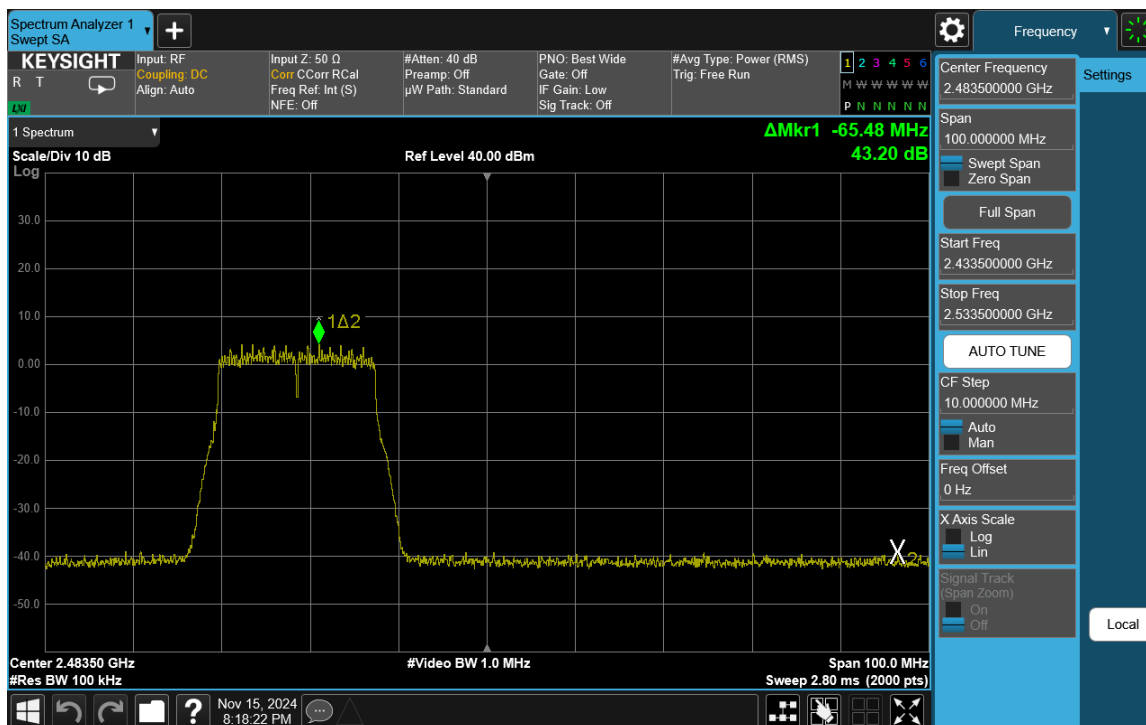 Spectrum Analyzer 1
Swept SA
Frequency
KEYSIGHT
R T
LXI
Input: RF
Coupling: DC
Align: Auto
Input Z: 50 Ω
Corr CCorr RCal
Freq Ref: Int (S)
NFE: Off
#Atten: 40 dB
Preamp: Off
µW Path: Standard
PNO: Best Wide
Gate: Off
IF Gain: Low
Sig Track: Off
#Avg Type: Power (RMS)
Trig: Free Run
1 2 3 4 5 6
M W W W W W
P N N N N N
1 Spectrum
ΔMkr1 -65.48 MHz
Scale/Div 10 dB
Ref Level 40.00 dBm
43.20 dB
Log
30.0
20.0
10.0
0.00
-10.0
-20.0
-30.0
-40.0
-50.0
1Δ2
X
Center 2.48350 GHz
#Video BW 1.0 MHz
Span 100.0 MHz
#Res BW 100 kHz
Sweep 2.80 ms (2000 pts)
Nov 15, 2024
8:18:22 PM
?
Center Frequency
2.483500000 GHz
Settings
Span
100.000000 MHz
Swept Span
Zero Span
Full Span
Start Freq
2.433500000 GHz
Stop Freq
2.533500000 GHz
AUTO TUNE
CF Step
10.000000 MHz
Auto
Man
Freq Offset
0 Hz
X Axis Scale
Log
Lin
Signal Track
(Span Zoom)
On
Off
Local